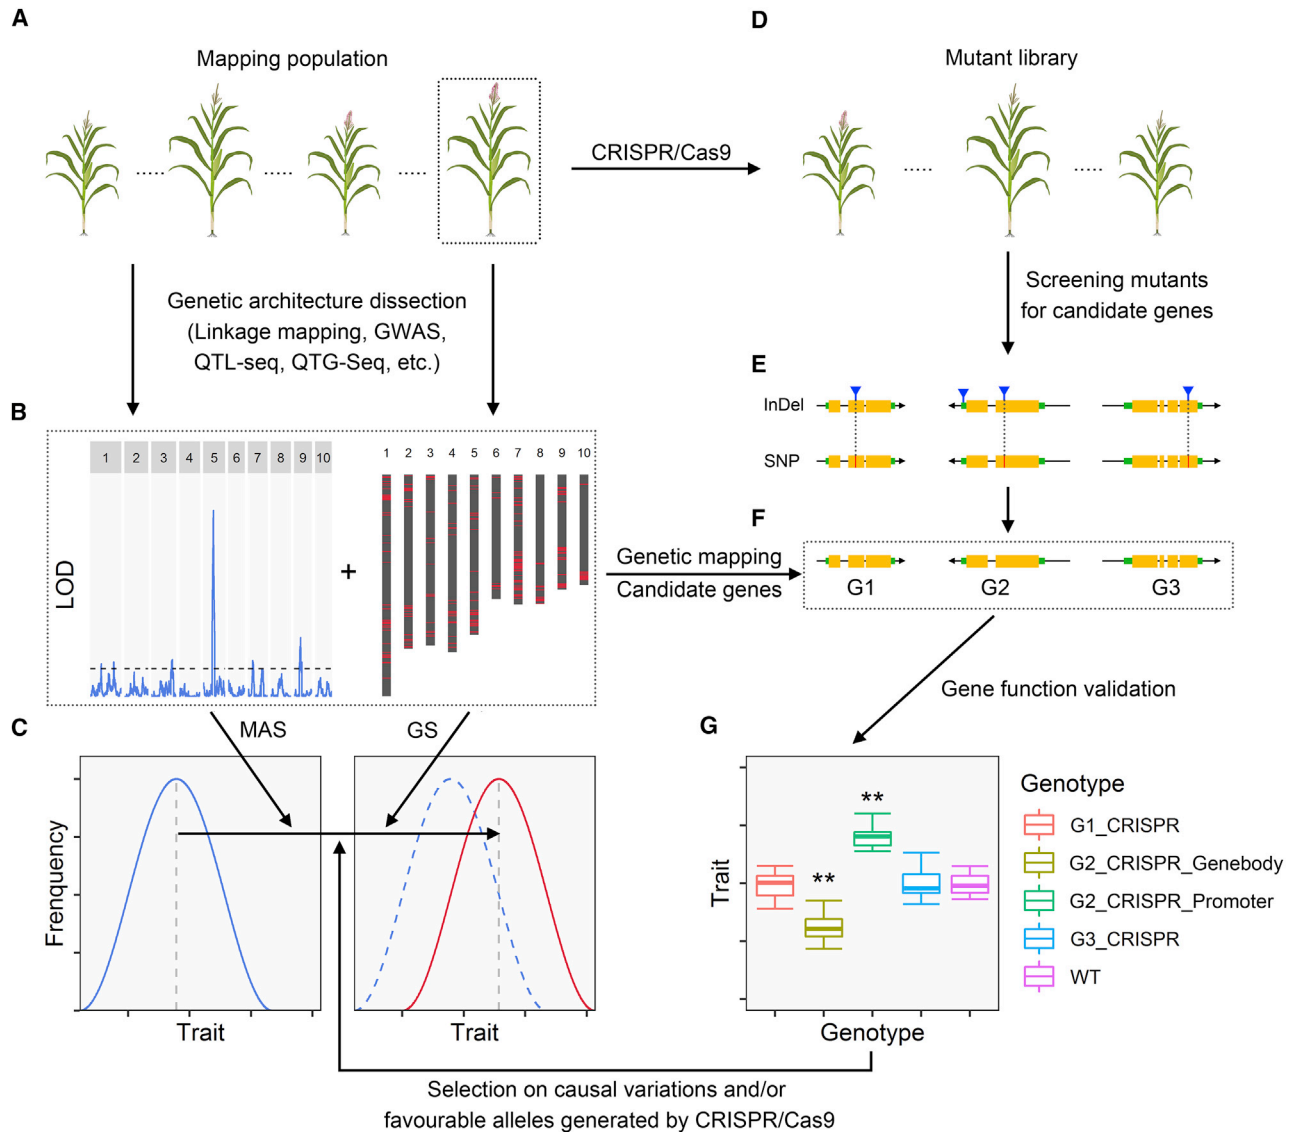 A
D
Mapping population
Mutant library
CRISPR/Cas9
..... ..... .....
..... .....
Genetic architecture dissection
(Linkage mapping, GWAS,
QTL-seq, QTG-Seq, etc.)
Screening mutants
for candidate genes
B
1 2 3 4 5 6 7 8 9 10
LOD
+
1 2 3 4 5 6 7 8 9 10
E
InDel
SNP
Genetic mapping
Candidate genes
F
G1 G2 G3
Gene function validation
MAS
GS
C
Frenquency
Trait
Trait
G
Trait
**
**
Genotype
Genotype
G1_CRISPR
G2_CRISPR_Genebody
G2_CRISPR_Promoter
G3_CRISPR
WT
Selection on causal variations and/or
favourable alleles generated by CRISPR/Cas9